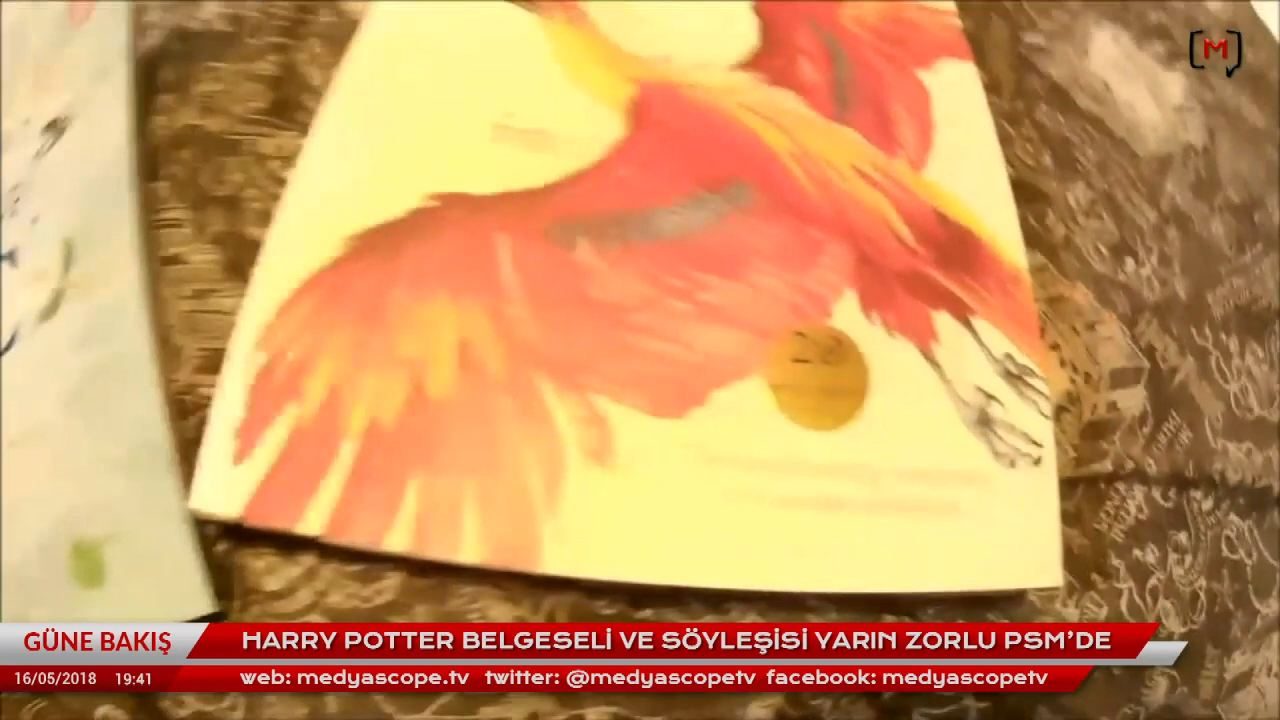 M
GÜNE BAKIŞ
HARRY POTTER BELGESELİ VE SÖYLEŞİSİ YARIN ZORLU PSM'DE
16/05/2018 19:41
web: medyascope.tv twitter: @medyascopetv facebook: medyascopetv